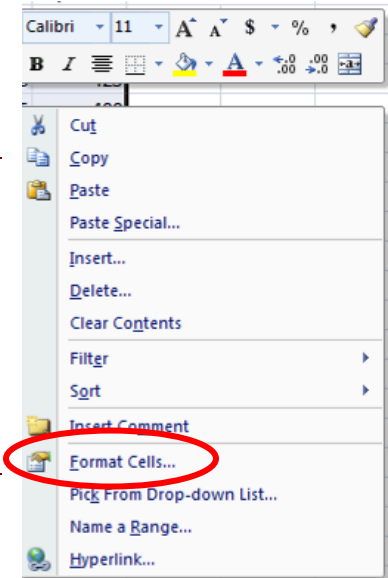 Calibri 11 A A $ % ,
B I A .0 .00 .00 .0 a
Cut
Copy
Paste
Paste Special...
Insert...
Delete...
Clear Contents
Filter
Sort
Insert Comment
Format Cells...
Pick From Drop-down List...
Name a Range...
Hyperlink...